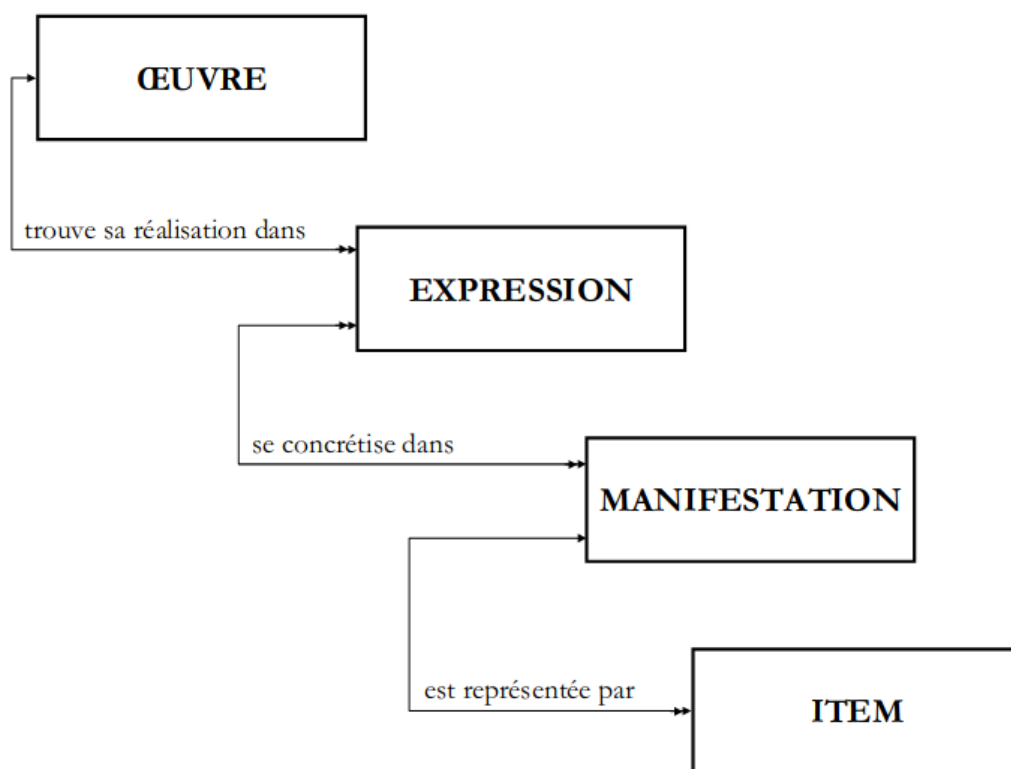 ŒUVRE
trouve sa réalisation dans
EXPRESSION
se concrétise dans
MANIFESTATION
est représentée par
ITEM